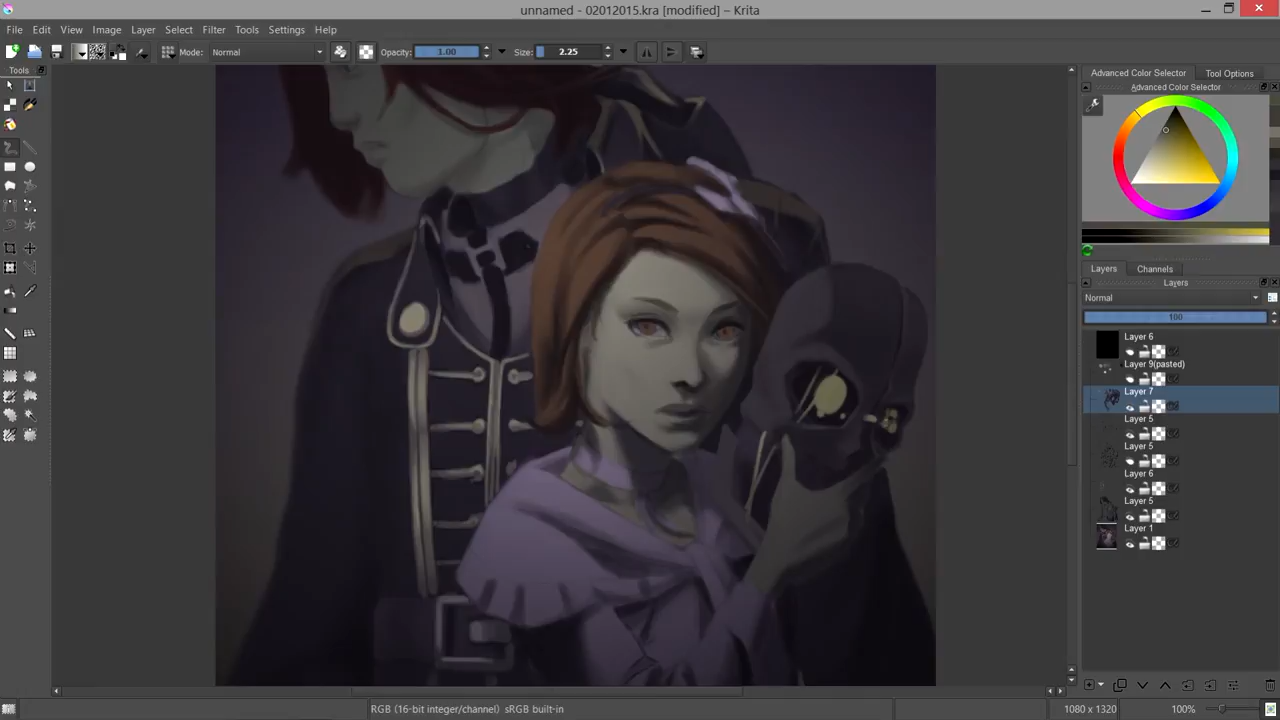 unnamed - 02012015.kra [modified] – Krita
File Edit View Image Layer Select Filter Tools Settings Help
Mode: Normal Opacity: 1.00 Size: 2.25
Tools
Advanced Color Selector Tool Options
Advanced Color Selector
Layers Channels
Layers
Normal
100
Layer 6
Layer 9(pasted)
Layer 7
Layer 5
Layer 5
Layer 6
Layer 5
Layer 1
RGB (16-bit integer/channel) sRGB built-in 1080 x 1320 100%